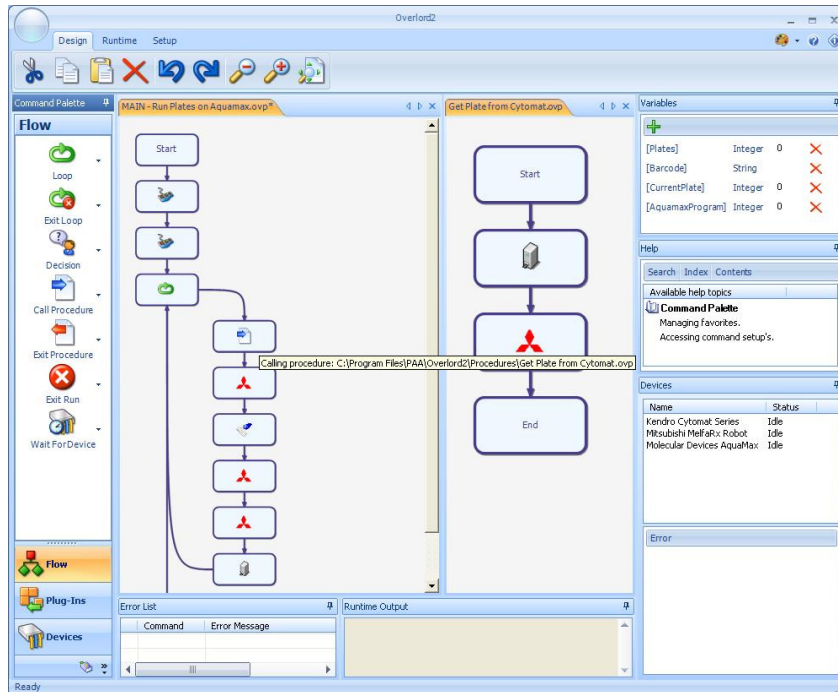 Overlord2
Design Runtime Setup
Command Palette
Flow
Loop
Exit Loop
Decision
Call Procedure
Exit Procedure
Exit Run
WaitForDevice
Flow
Plug-Ins
Devices
MAIN - Run Plates on Aquamax.ovp*
Start
Calling procedure: C:\Program Files\PAA\Overlord2\Procedures\Get Plate from Cytomat.ovp
Get Plate from Cytomat.ovp
Start
End
Variables
[Plates] Integer 0
[Barcode] String
[CurrentPlate] Integer 0
[AquamaxProgram] Integer 0
Help
Search Index Contents
Available help topics
Command Palette
Managing favorites.
Accessing command setup's.
Devices
Name Status
Kendro Cytomat Series Idle
Mitsubishi MelfaRx Robot Idle
Molecular Devices AquaMax Idle
Error
Error List
Command Error Message
Runtime Output
Ready